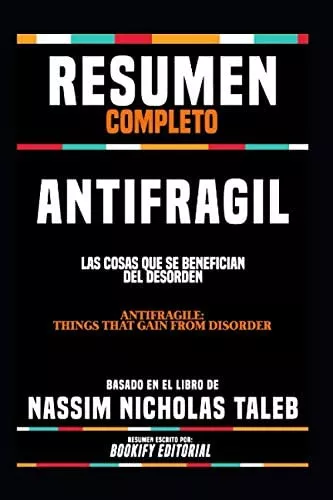 RESUMEN
COMPLETO
ANTIFRAGIL
LAS COSAS QUE SE BENEFICIAN
DEL DESORDEN
ANTIFRAGILE:
THINGS THAT GAIN FROM DISORDER
BASADO EN EL LIBRO DE
NASSIM NICHOLAS TALEB
RESUMEN ESCRITO POR:
BOOKIFY EDITORIAL